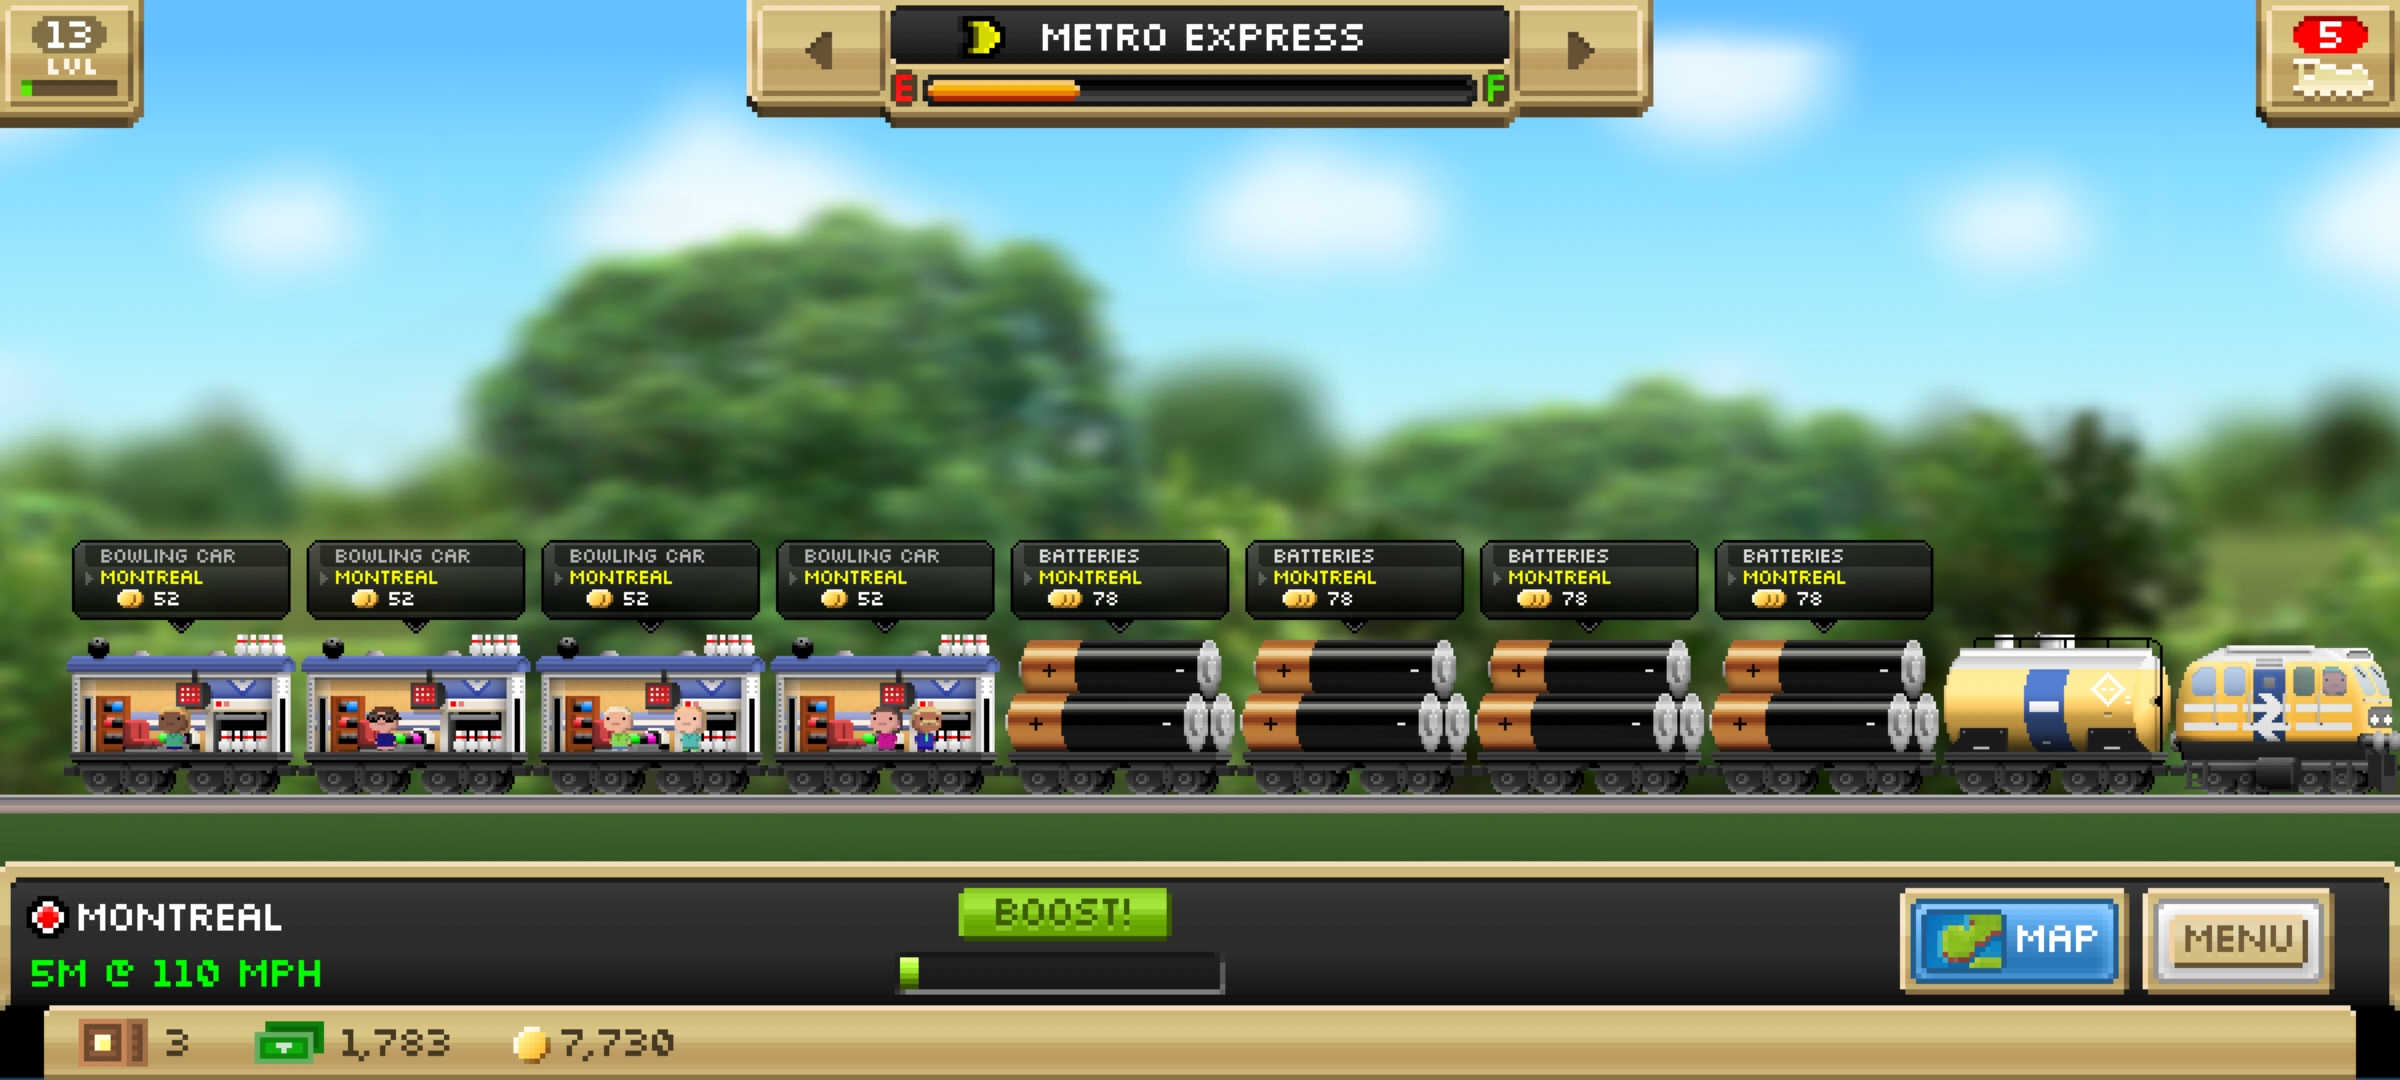 13
LVL
METRO EXPRESS
E F
5
BOWLING CAR
MONTREAL
52
BOWLING CAR
MONTREAL
52
BOWLING CAR
MONTREAL
52
BOWLING CAR
MONTREAL
52
BATTERIES
MONTREAL
78
BATTERIES
MONTREAL
78
BATTERIES
MONTREAL
78
BATTERIES
MONTREAL
78
+ -
+ -
+ -
+ -
+ -
+ -
+ -
+ -
MONTREAL
5M @ 110 MPH
BOOST!
MAP
MENU
3 1,783 7,730